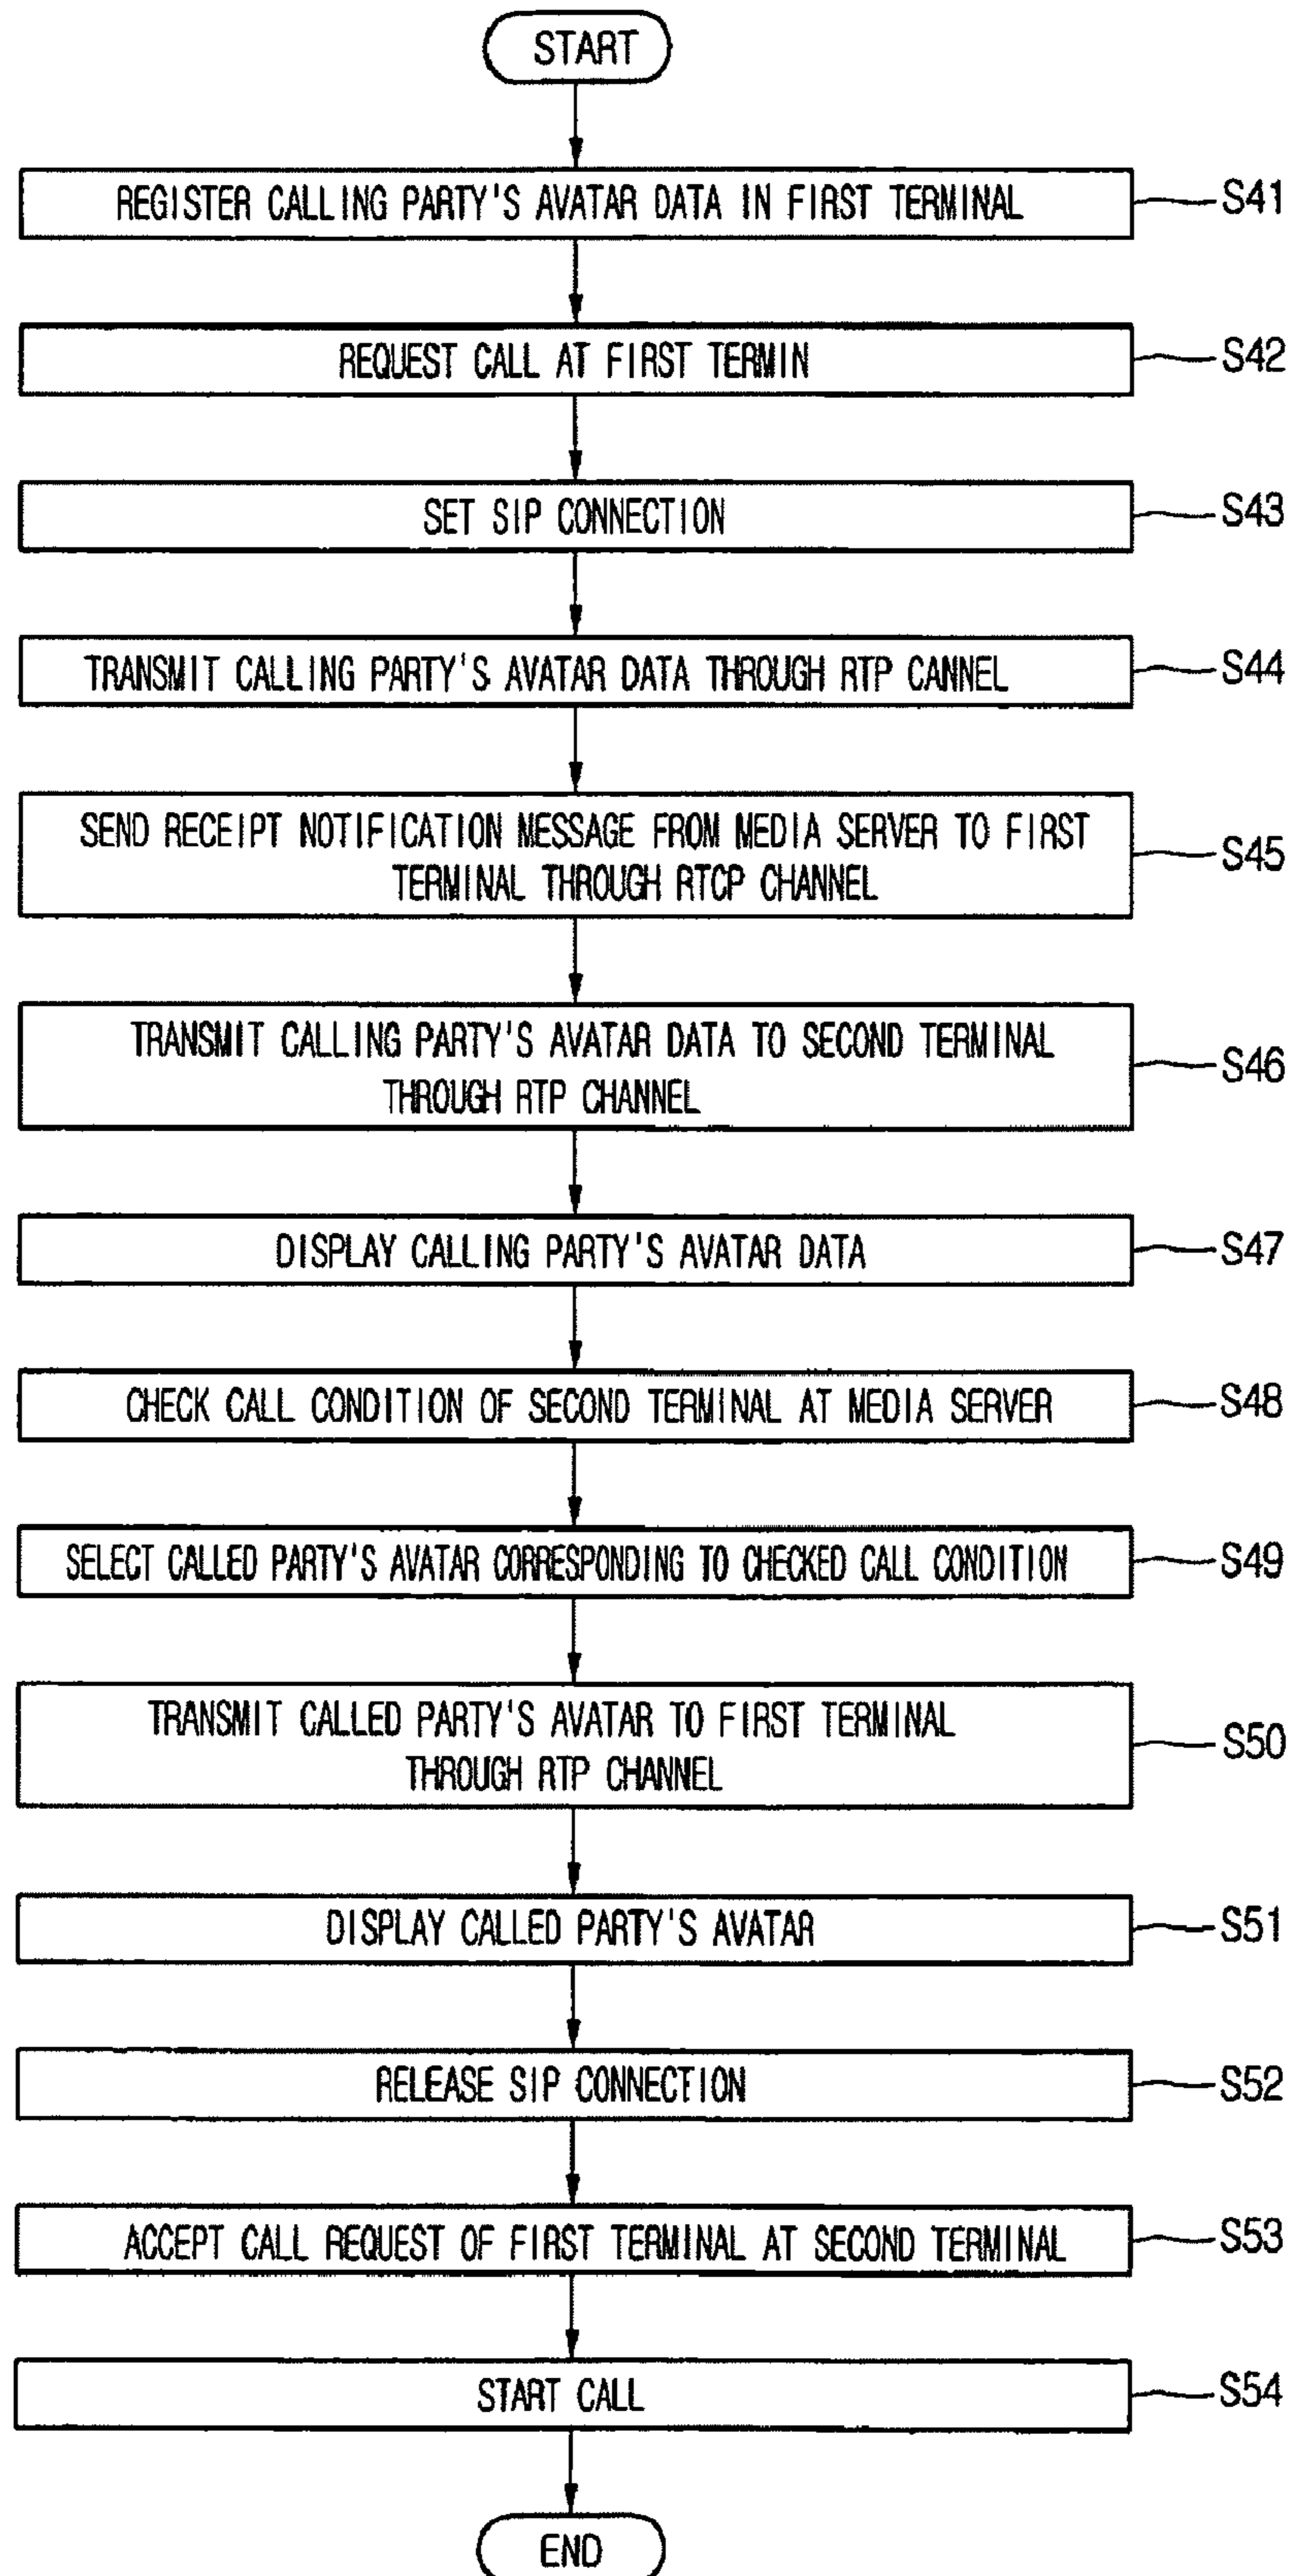 START
REGISTER CALLING PARTY'S AVATAR DATA IN FIRST TERMINAL
S41
REQUEST CALL AT FIRST TERMIN
S42
SET SIP CONNECTION
S43
TRANSMIT CALLING PARTY'S AVATAR DATA THROUGH RTP CANNEL
S44
SEND RECEIPT NOTIFICATION MESSAGE FROM MEDIA SERVER TO FIRST
TERMINAL THROUGH RTCP CHANNEL
S45
TRANSMIT CALLING PARTY'S AVATAR DATA TO SECOND TERMINAL
THROUGH RTP CHANNEL
S46
DISPLAY CALLING PARTY'S AVATAR DATA
S47
CHECK CALL CONDITION OF SECOND TERMINAL AT MEDIA SERVER
S48
SELECT CALLED PARTY'S AVATAR CORRESPONDING TO CHECKED CALL CONDITION
S49
TRANSMIT CALLED PARTY'S AVATAR TO FIRST TERMINAL
THROUGH RTP CHANNEL
S50
DISPLAY CALLED PARTY'S AVATAR
S51
RELEASE SIP CONNECTION
S52
ACCEPT CALL REQUEST OF FIRST TERMINAL AT SECOND TERMINAL
S53
START CALL
S54
END